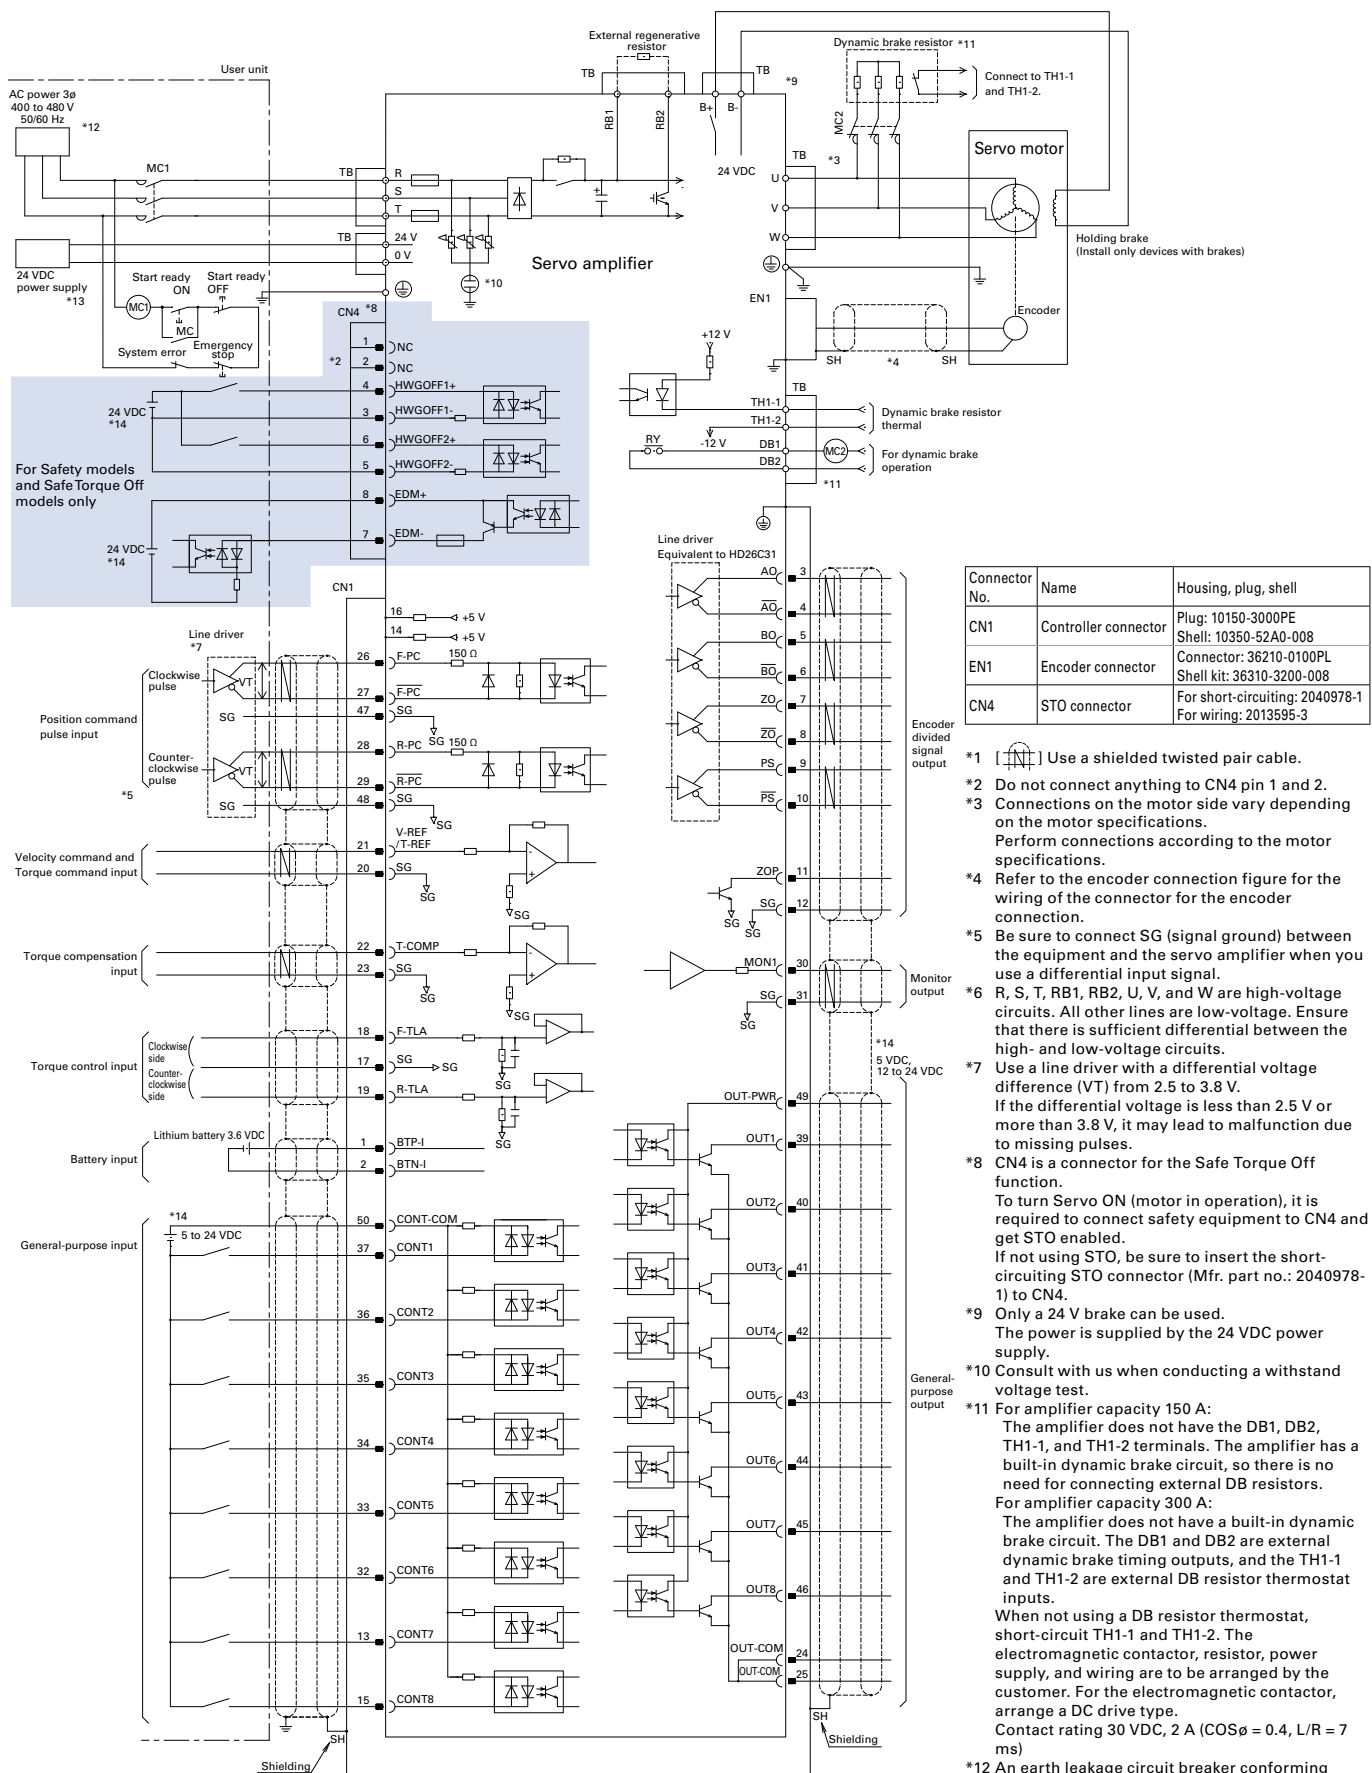 External regenerative
resistor
Dynamic brake resistor *11
User unit
TB
TB
*9
Connect to TH1-1
and TH1-2.
AC power 3ø
400 to 480 V
50/60 Hz
*12
B+
B-
RB1
RB2
MC2
Servo motor
MC1
TB
R
24 VDC
TB
*3
U
S
T
V
W
TB
24 V
0 V
Holding brake
(Install only devices with brakes)
24 VDC
power supply
*13
Start ready
ON
Start ready
OFF
*10
Servo amplifier
MC1
MC
System error
Emergency
stop
EN1
Encoder
SH
*4
SH
CN4 *8
*2
1
NC
2
NC
4
HWGOFF1+
3
HWGOFF1-
6
HWGOFF2+
5
HWGOFF2-
8
EDM+
7
EDM-
24 VDC
*14
For Safety models
and Safe Torque Off
models only
24 VDC
*14
+12 V
TB
TH1-1
TH1-2
-12 V
Dynamic brake resistor
thermal
RY
DB1
DB2
MC2
For dynamic brake
operation
*11
CN1
16
+5 V
14
+5 V
Line driver
*7
Clockwise
pulse
VT
26
F-PC
150 Ω
27
F-PC
SG
47
SG
SG
Position command
pulse input
Counter-
clockwise
pulse
*5
VT
28
R-PC
150 Ω
29
R-PC
SG
48
SG
SG
Velocity command and
Torque command input
21
V-REF
/T-REF
20
SG
SG
SG
Torque compensation
input
22
T-COMP
23
SG
SG
SG
Torque control input
Clockwise
side
Counter-
clockwise
side
18
F-TLA
17
SG
SG
SG
19
R-TLA
SG
Battery input
Lithium battery 3.6 VDC
1
BTP-I
2
BTN-I
General-purpose input
*14
5 to 24 VDC
50
CONT-COM
37
CONT1
36
CONT2
35
CONT3
34
CONT4
33
CONT5
32
CONT6
13
CONT7
15
CONT8
SH
Shielding
Line driver
Equivalent to HD26C31
AO
3
AO
4
BO
5
BO
6
ZO
7
ZO
8
PS
9
PS
10
ZOP
11
SG
12
SG
SG
Encoder
divided
signal
output
MON1
30
SG
31
SG
Monitor
output
*14
5 VDC,
12 to 24 VDC
OUT-PWR
49
OUT1
39
OUT2
40
OUT3
41
OUT4
42
OUT5
43
OUT6
44
OUT7
45
OUT8
46
OUT-COM
24
OUT-COM
25
General-
purpose
output
SH
Shielding
Connector No. Name Housing, plug, shell
CN1 Controller connector Plug: 10150-3000PE
Shell: 10350-52A0-008
EN1 Encoder connector Connector: 36210-0100PL
Shell kit: 36310-3200-008
CN4 STO connector For short-circuiting: 2040978-1
For wiring: 2013595-3
*1 [ ] Use a shielded twisted pair cable.
*2 Do not connect anything to CN4 pin 1 and 2.
*3 Connections on the motor side vary depending
on the motor specifications.
Perform connections according to the motor
specifications.
*4 Refer to the encoder connection figure for the
wiring of the connector for the encoder
connection.
*5 Be sure to connect SG (signal ground) between
the equipment and the servo amplifier when you
use a differential input signal.
*6 R, S, T, RB1, RB2, U, V, and W are high-voltage
circuits. All other lines are low-voltage. Ensure
that there is sufficient differential between the
high- and low-voltage circuits.
*7 Use a line driver with a differential voltage
difference (VT) from 2.5 to 3.8 V.
If the differential voltage is less than 2.5 V or
more than 3.8 V, it may lead to malfunction due
to missing pulses.
*8 CN4 is a connector for the Safe Torque Off
function.
To turn Servo ON (motor in operation), it is
required to connect safety equipment to CN4 and
get STO enabled.
If not using STO, be sure to insert the short-
circuiting STO connector (Mfr. part no.: 2040978-
1) to CN4.
*9 Only a 24 V brake can be used.
The power is supplied by the 24 VDC power
supply.
*10 Consult with us when conducting a withstand
voltage test.
*11 For amplifier capacity 150 A:
The amplifier does not have the DB1, DB2,
TH1-1, and TH1-2 terminals. The amplifier has a
built-in dynamic brake circuit, so there is no
need for connecting external DB resistors.
For amplifier capacity 300 A:
The amplifier does not have a built-in dynamic
brake circuit. The DB1 and DB2 are external
dynamic brake timing outputs, and the TH1-1
and TH1-2 are external DB resistor thermostat
inputs.
When not using a DB resistor thermostat,
short-circuit TH1-1 and TH1-2. The
electromagnetic contactor, resistor, power
supply, and wiring are to be arranged by the
customer. For the electromagnetic contactor,
arrange a DC drive type.
Contact rating 30 VDC, 2 A (COSø = 0.4, L/R = 7
ms)
*12 An earth leakage circuit breaker conforming